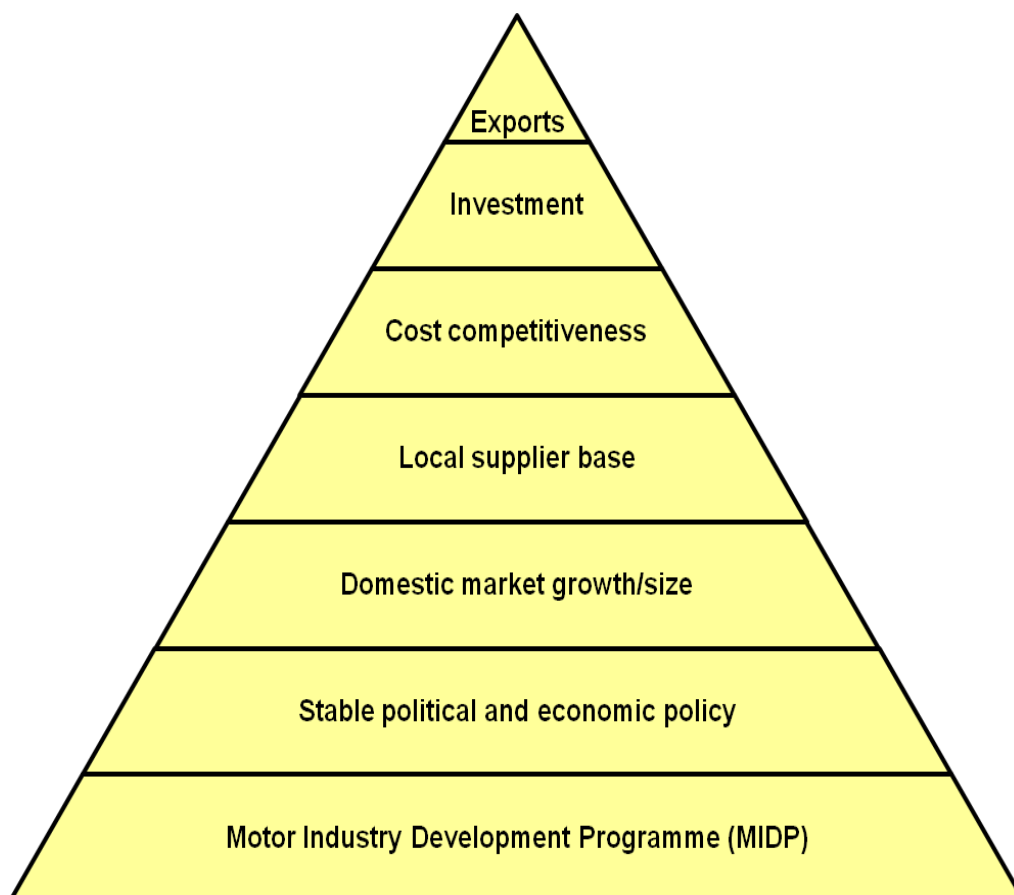 Exports
Investment
Cost competitiveness
Local supplier base
Domestic market growth/size
Stable political and economic policy
Motor Industry Development Programme (MIDP)